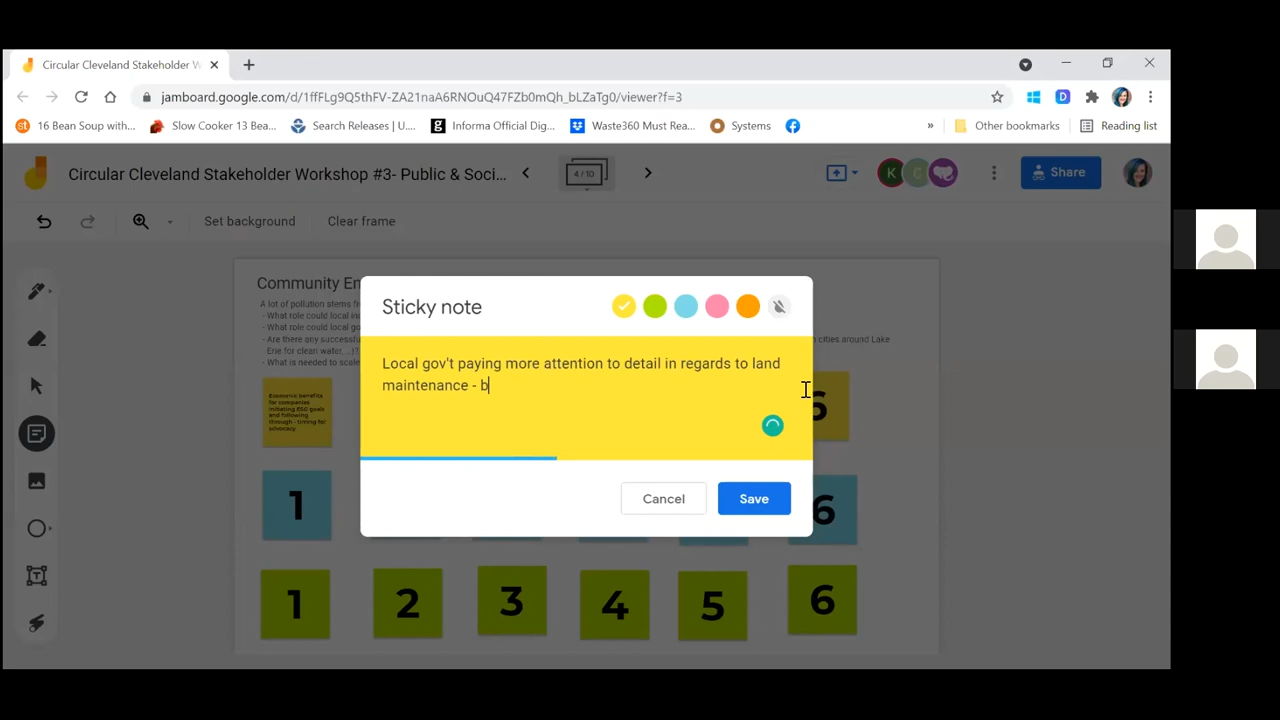 Circular Cleveland Stakeholder W
jamboard.google.com/d/1ffFLg9Q5thFV-ZA21naA6RNOuQ47FZb0mQh_bLZaTg0/viewer?f=3
16 Bean Soup with...
Slow Cooker 13 Bea...
Search Releases | U....
Informa Official Dig...
Waste360 Must Rea...
Systems
»
Other bookmarks
Reading list
Circular Cleveland Stakeholder Workshop #3- Public & Soci...
4 / 10
K
Share
Set background
Clear frame
Community En
A lot of pollution stems fr
- What role could local in
- What role could local go
- Are there any successfu
n cities around Lake
Erie for clean water, ...)?
- What is needed to scale
Sticky note
Local gov't paying more attention to detail in regards to land
maintenance - b
Cancel
Save
Economic benefits
for companies
initiating ESG goals
and following
through - timing for
advocacy
6
1
6
1
2
3
4
5
6